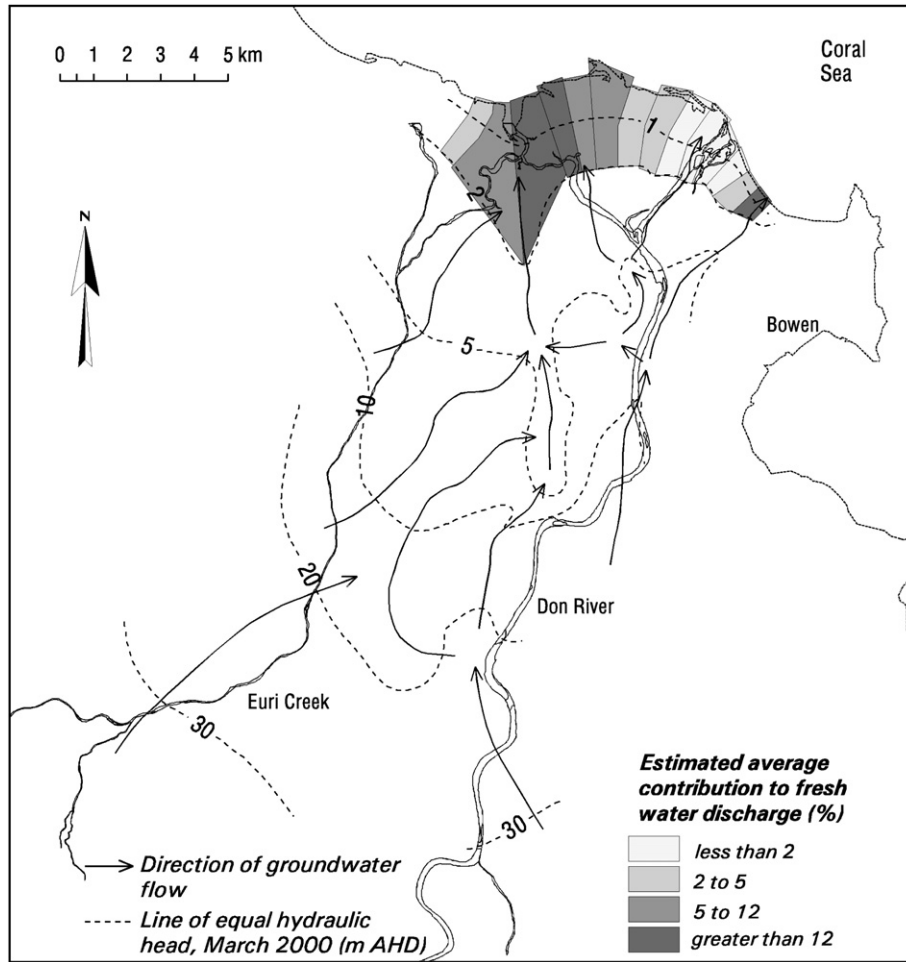 0 1 2 3 4 5 km
Coral
Sea
1
2
N
Bowen
5
10
20
Don River
Euri Creek
30
30
Estimated average
contribution to fresh
water discharge (%)
less than 2
2 to 5
5 to 12
greater than 12
Direction of groundwater
flow
Line of equal hydraulic
head, March 2000 (m AHD)